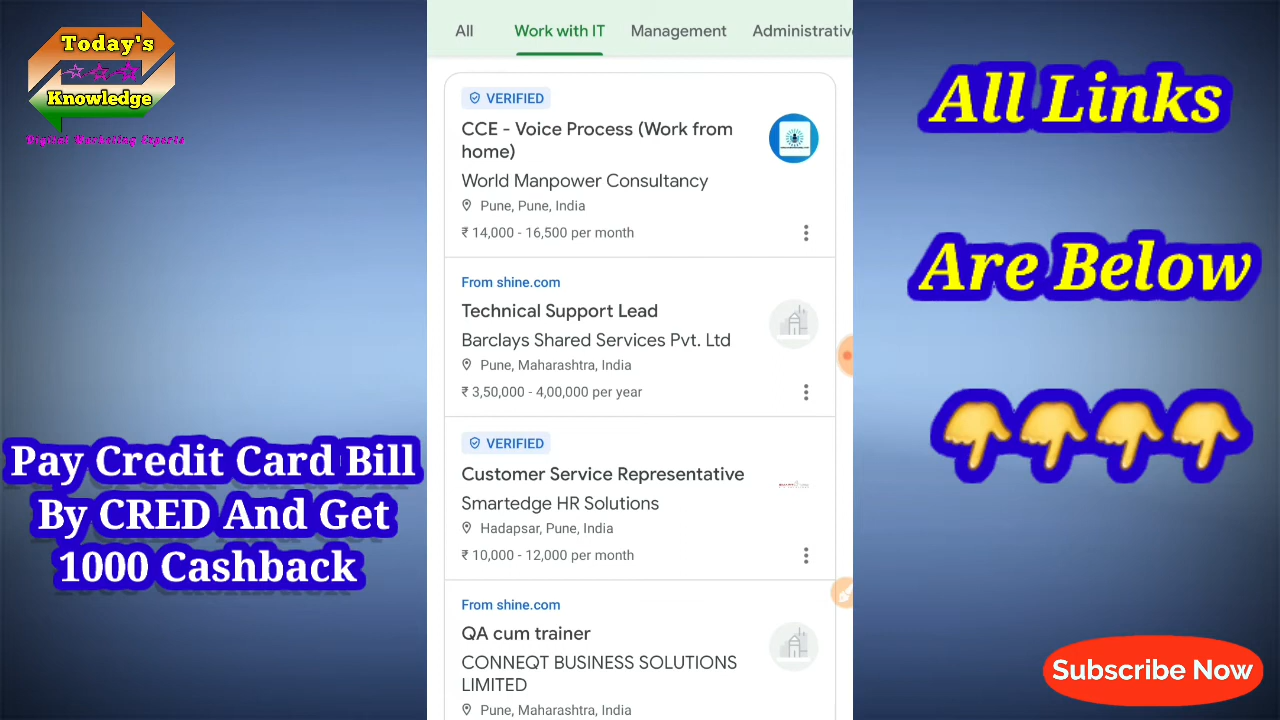 Today's
Knowledge
Digital Marketing Experts
Pay Credit Card Bill
By CRED And Get
1000 Cashback
All
Work with IT
Management
Administrativ
VERIFIED
CCE - Voice Process (Work from
home)
World Manpower Consultancy
Pune, Pune, India
₹ 14,000 - 16,500 per month
From shine.com
Technical Support Lead
Barclays Shared Services Pvt. Ltd
Pune, Maharashtra, India
₹ 3,50,000 - 4,00,000 per year
VERIFIED
Customer Service Representative
Smartedge HR Solutions
Hadapsar, Pune, India
₹ 10,000 - 12,000 per month
From shine.com
QA cum trainer
CONNEQT BUSINESS SOLUTIONS
LIMITED
Pune, Maharashtra, India
All Links
Are Below
👇👇👇👇
Subscribe Now